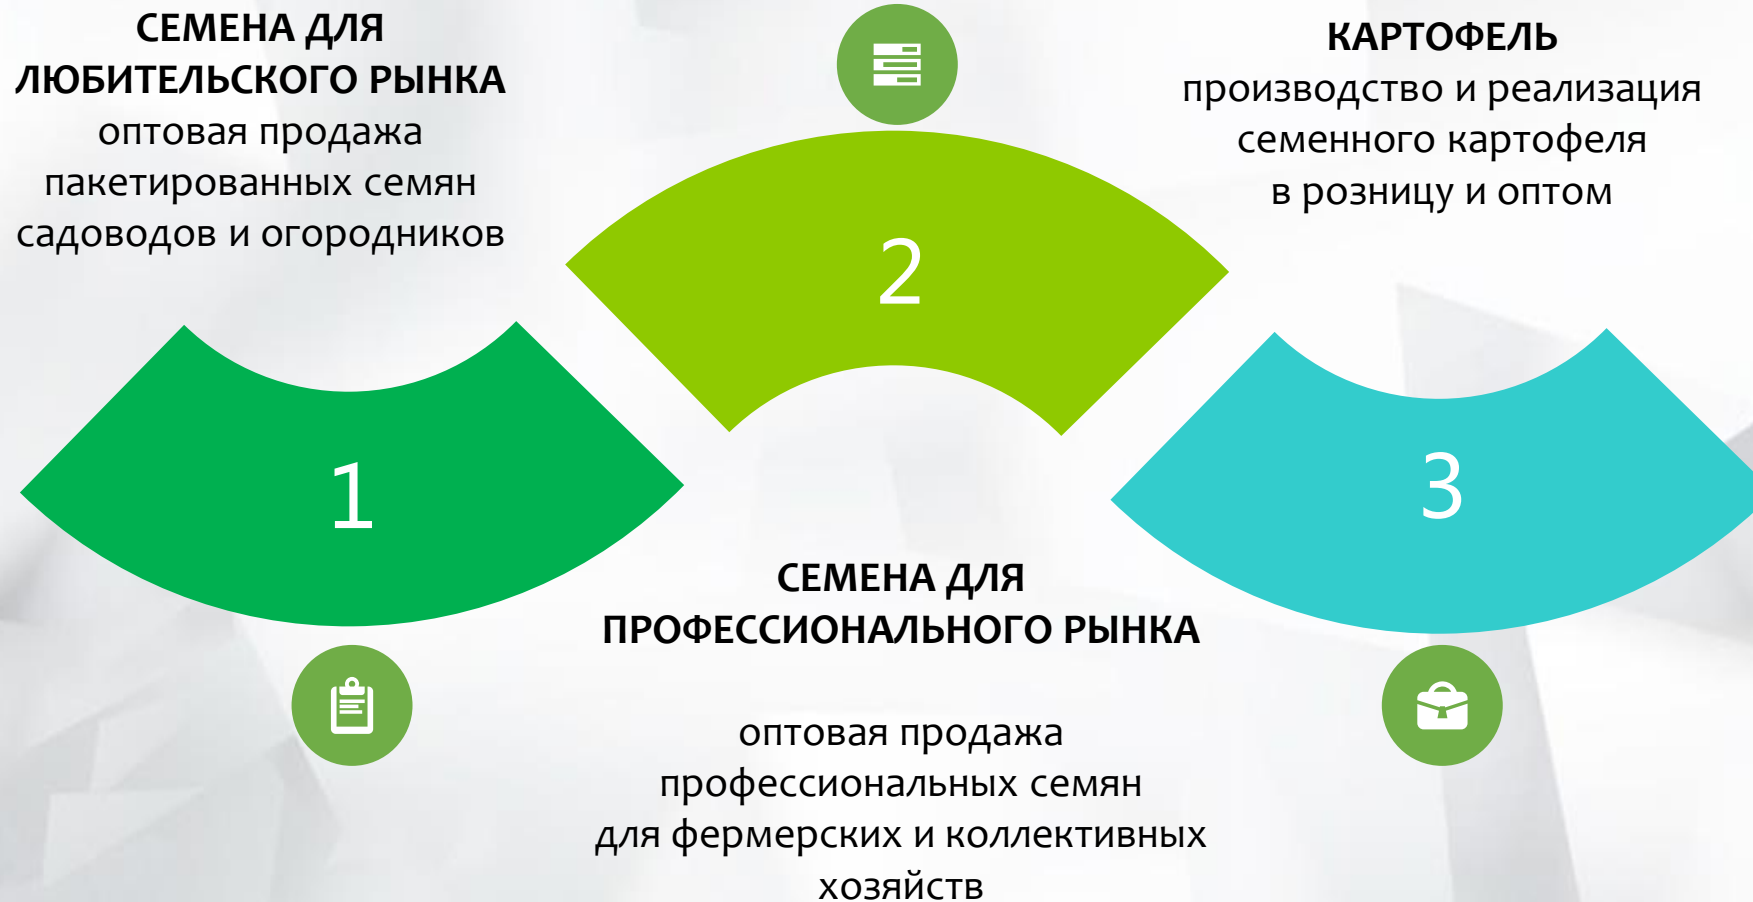 СЕМЕНА ДЛЯ
ЛЮБИТЕЛЬСКОГО РЫНКА
оптовая продажа
пакетированных семян
садоводов и огородников
1
2
СЕМЕНА ДЛЯ
ПРОФЕССИОНАЛЬНОГО РЫНКА
оптовая продажа
профессиональных семян
для фермерских и коллективных
хозяйств
КАРТОФЕЛЬ
производство и реализация
семенного картофеля
в розницу и оптом
3